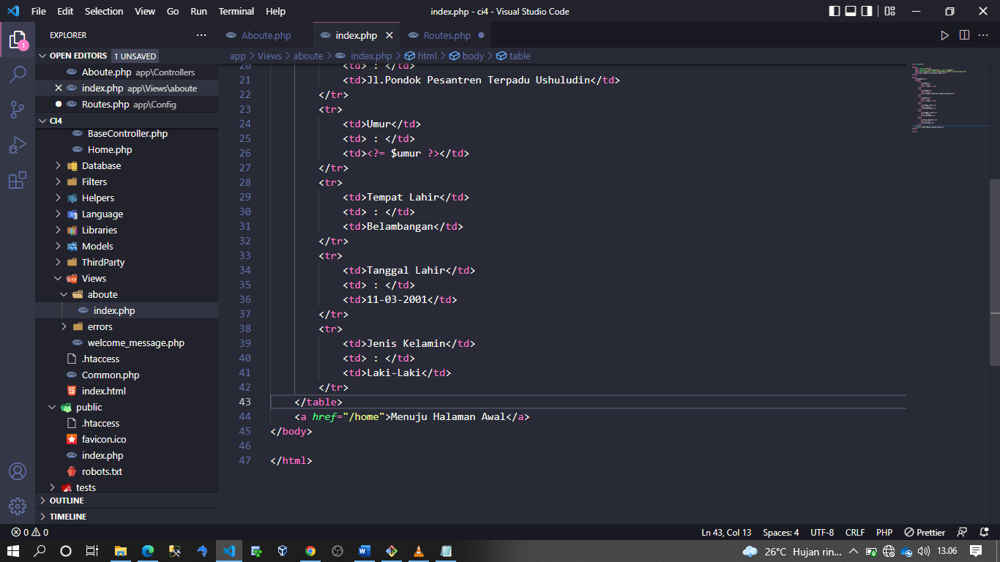 File Edit Selection View Go Run Terminal Help index.php - ci4 - Visual Studio Code
EXPLORER
Aboute.php index.php Routes.php
OPEN EDITORS 1 UNSAVED
app > Views > aboute > index.php > html > body > table
Aboute.php app\Controllers
index.php app\Views\aboute
Routes.php app\Config
CI4
BaseController.php
Home.php
Database
Filters
Helpers
Language
Libraries
Models
ThirdParty
Views
aboute
index.php
errors
welcome_message.php
.htaccess
Common.php
index.html
public
.htaccess
favicon.ico
index.php
robots.txt
tests
OUTLINE
TIMELINE
1
20 <td> : </td>
21 <td>Jl.Pondok Pesantren Terpadu Ushuludin</td>
22 </tr>
23 <tr>
24 <td>Umur</td>
25 <td> : </td>
26 <td><?= $umur ?></td>
27 </tr>
28 <tr>
29 <td>Tempat Lahir</td>
30 <td> : </td>
31 <td>Belambangan</td>
32 </tr>
33 <tr>
34 <td>Tanggal Lahir</td>
35 <td> : </td>
36 <td>11-03-2001</td>
37 </tr>
38 <tr>
39 <td>Jenis Kelamin</td>
40 <td> : </td>
41 <td>Laki-Laki</td>
42 </tr>
43 </table>
44 <a href="/home">Menuju Halaman Awal</a>
45 </body>
46
47 </html>
0 0 Ln 43, Col 13 Spaces: 4 UTF-8 CRLF PHP Prettier
26°C Hujan rin... 13.06